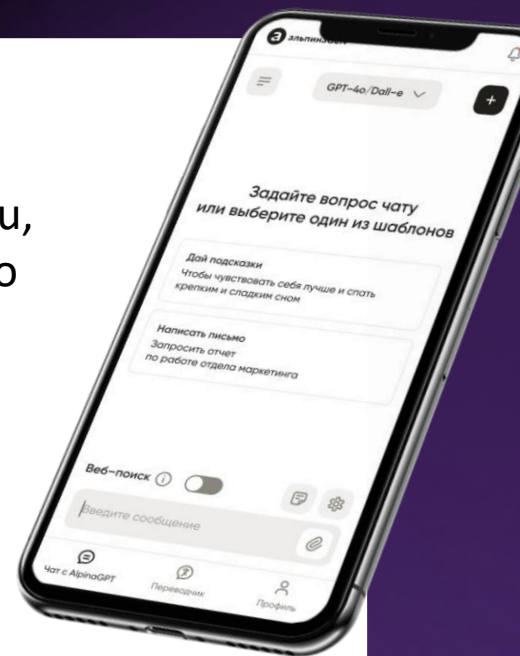 u,
o
GPT-4o/Dall-e
Задайте вопрос чату
или выберите один из шаблонов
Дай подсказки
Чтобы чувствовать себя лучше и спать
крепким и сладким сном
Написать письмо
Запросить отчет
по работе отдела маркетинга
Веб-поиск
Введите сообщение
Чат с AlpinaGPT
Переводчик
Профиль